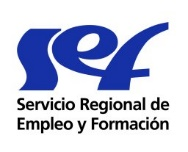 sef
Servicio Regional de
Empleo y Formación